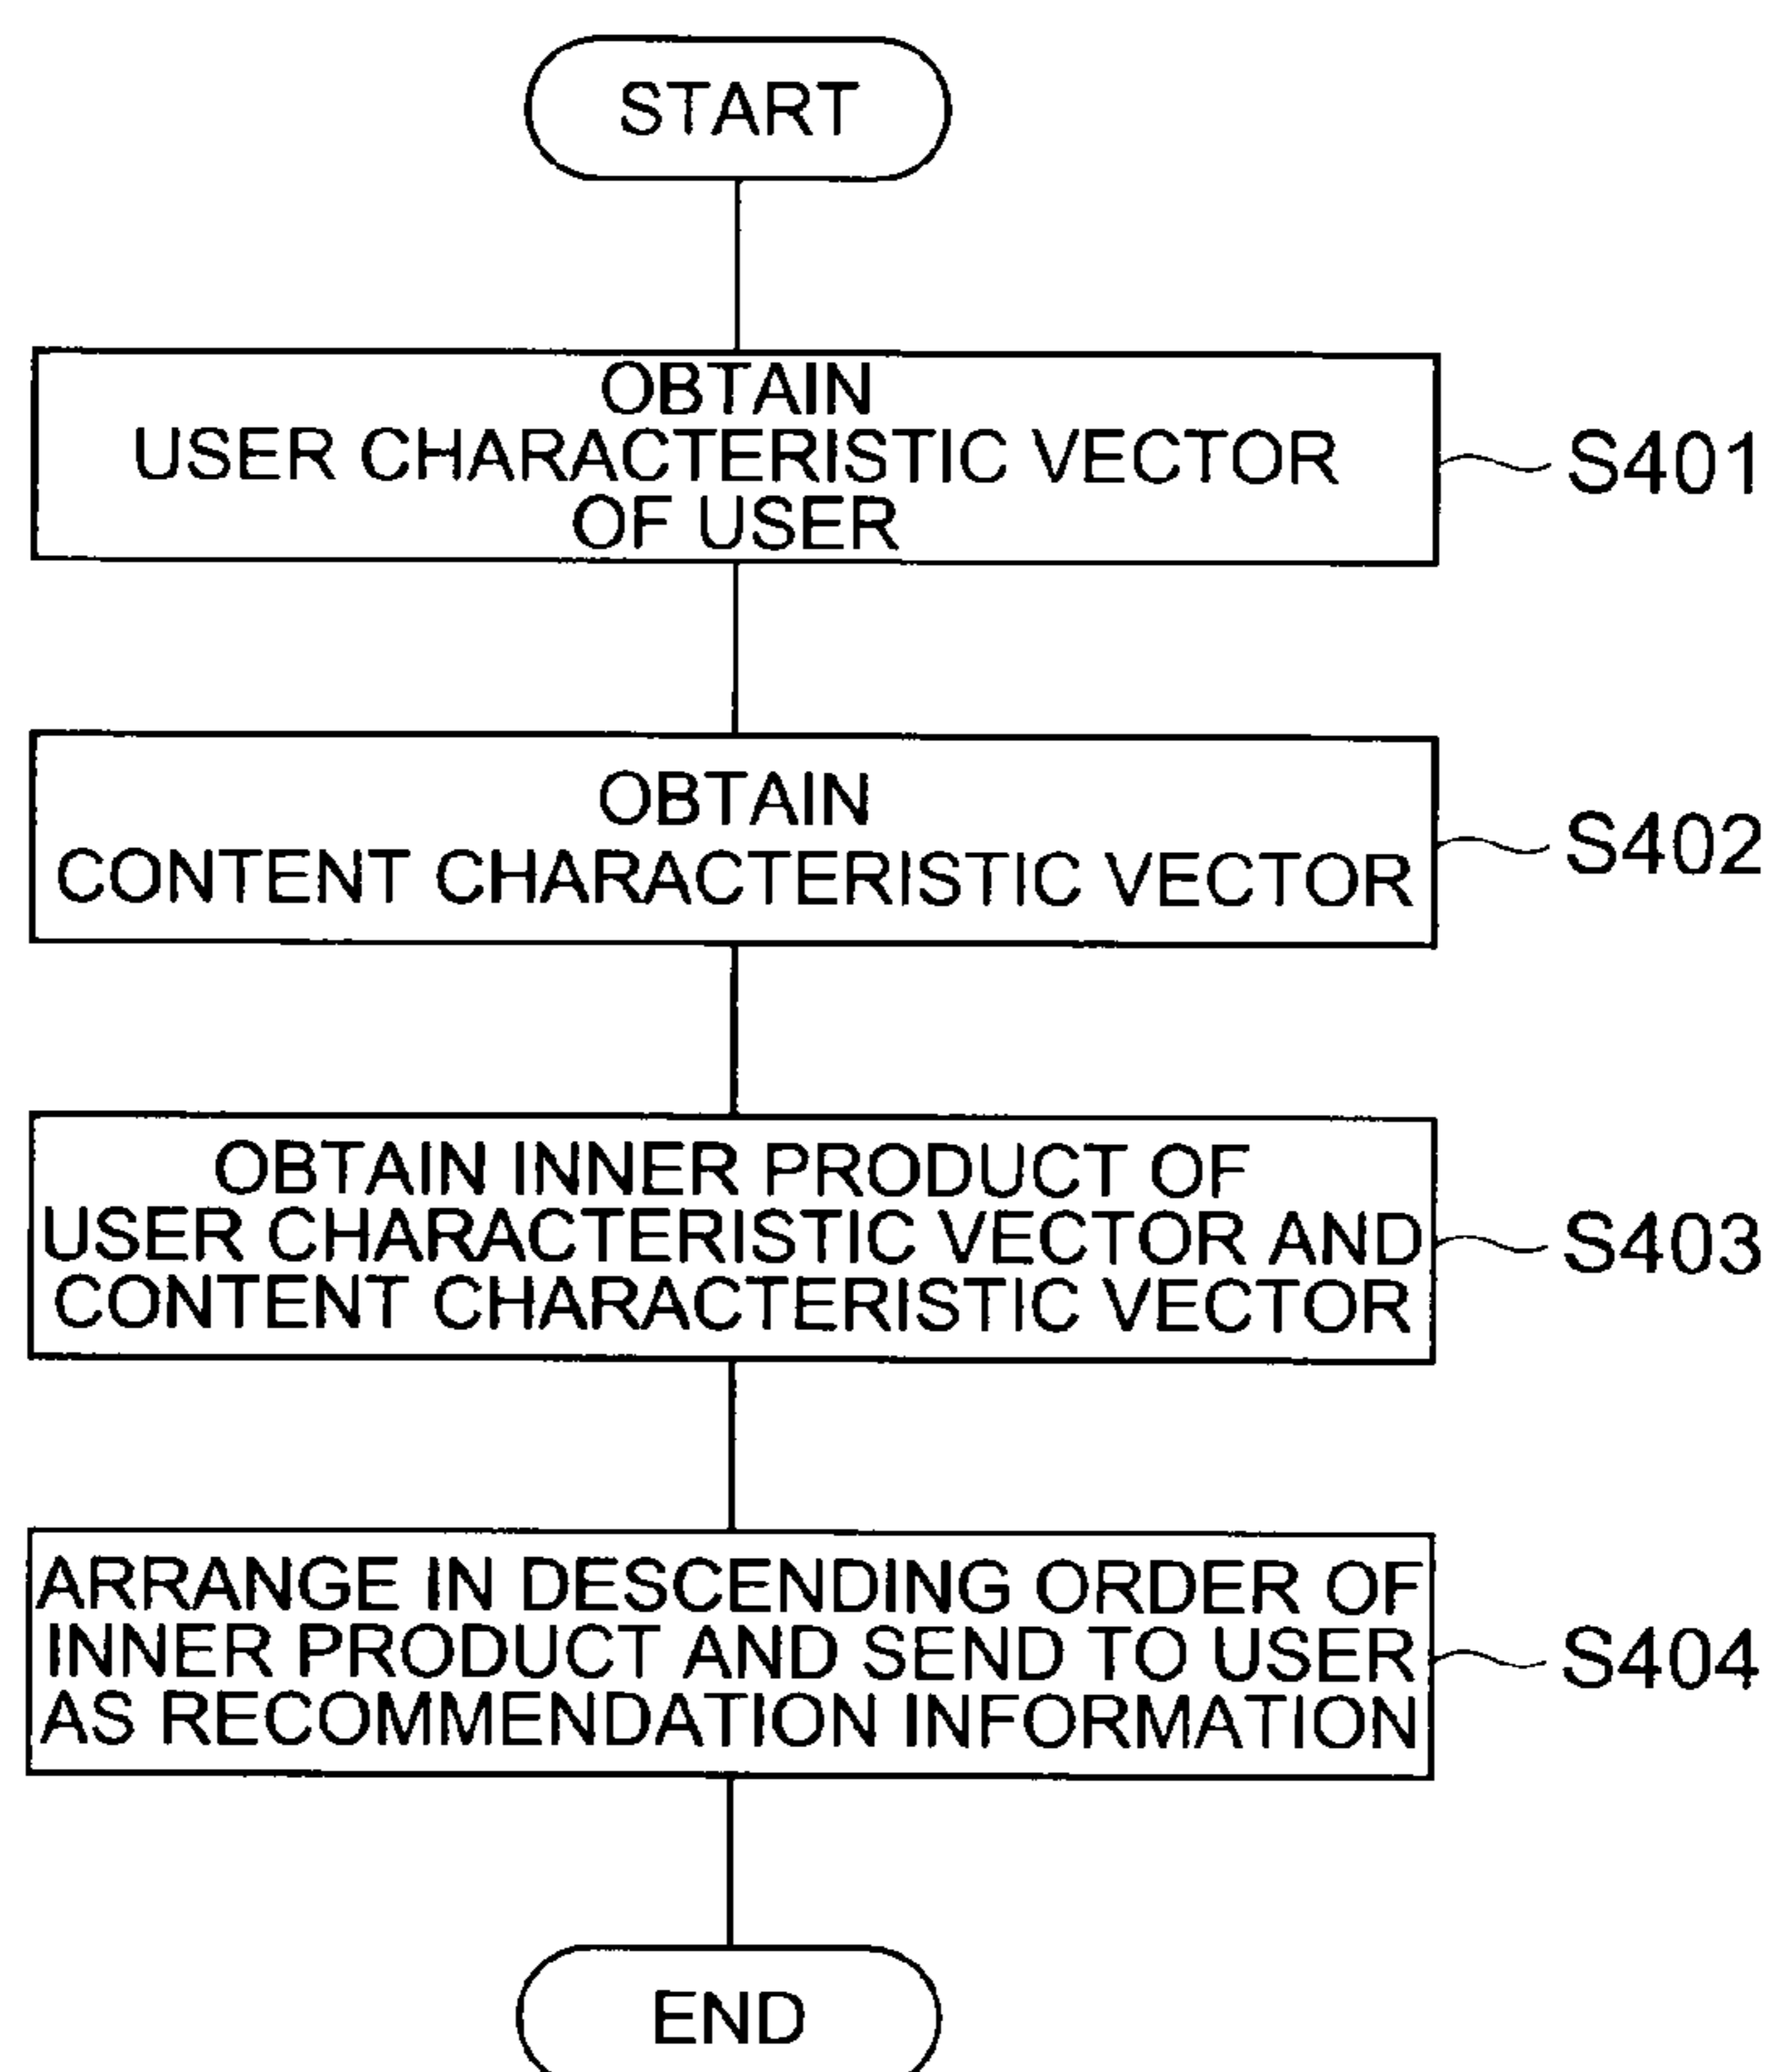 START
OBTAIN
USER CHARACTERISTIC VECTOR
OF USER
S401
OBTAIN
CONTENT CHARACTERISTIC VECTOR
S402
OBTAIN INNER PRODUCT OF
USER CHARACTERISTIC VECTOR AND
CONTENT CHARACTERISTIC VECTOR
S403
ARRANGE IN DESCENDING ORDER OF
INNER PRODUCT AND SEND TO USER
AS RECOMMENDATION INFORMATION
S404
END